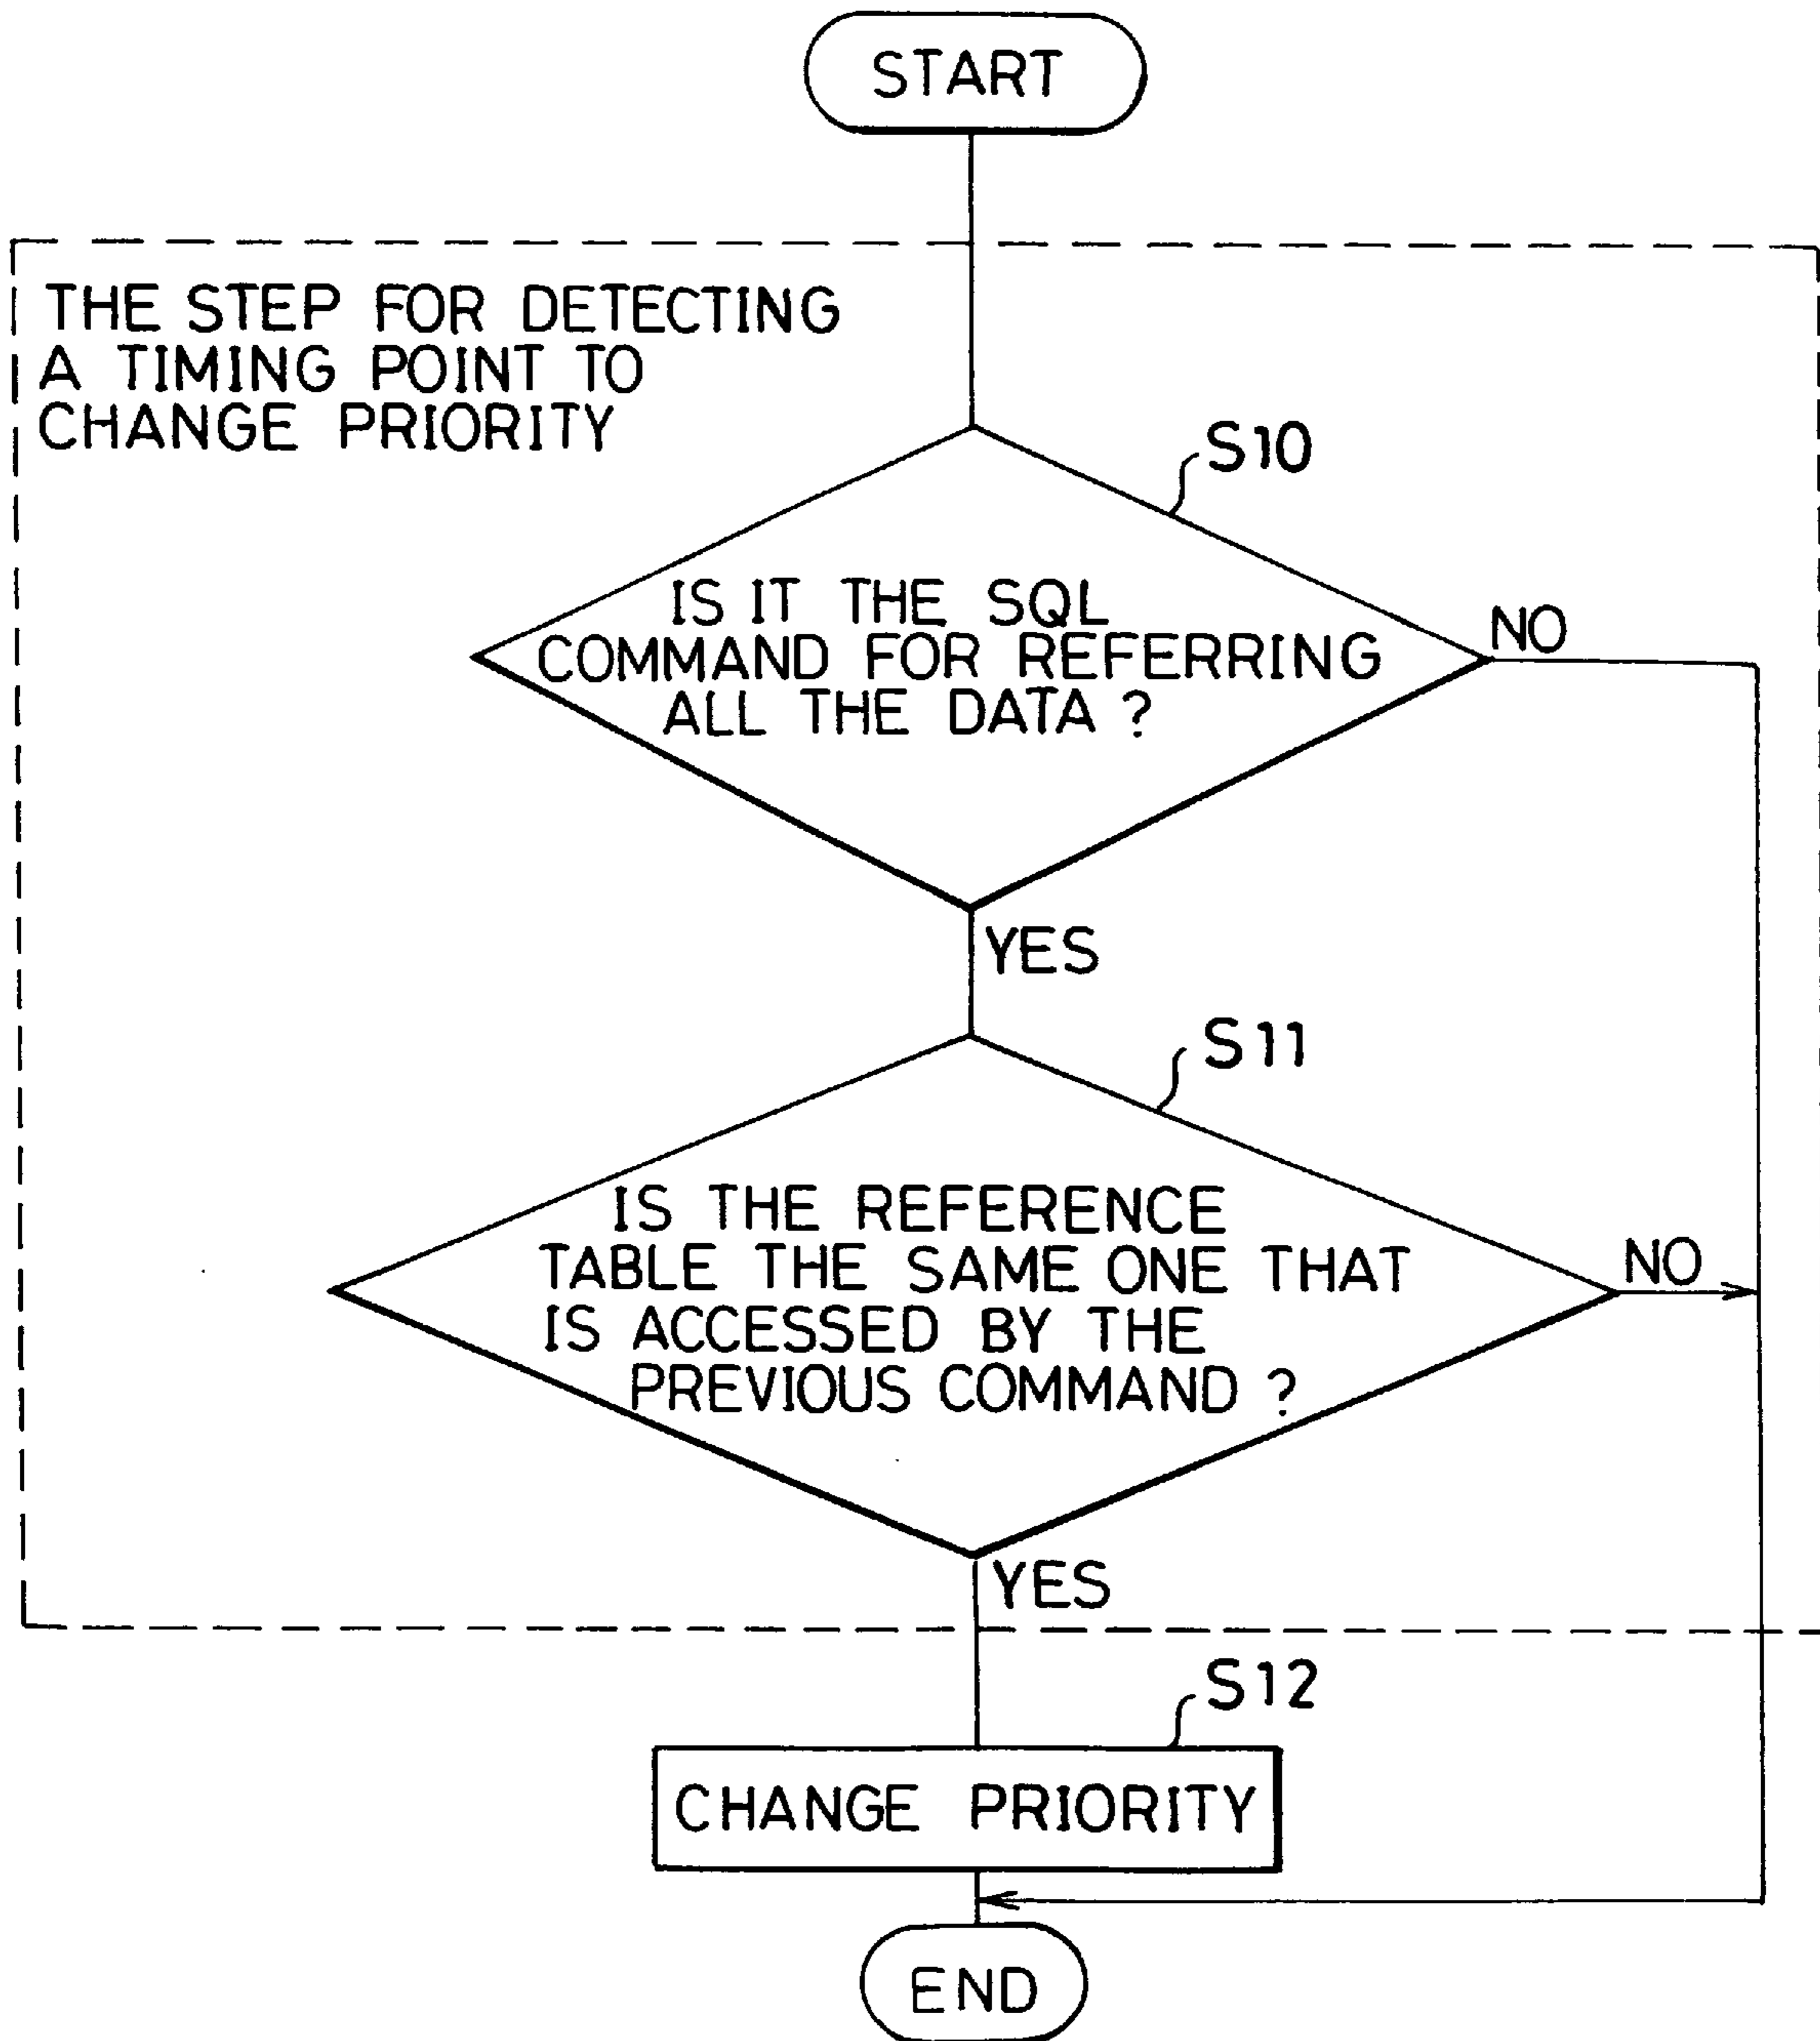 START
THE STEP FOR DETECTING
A TIMING POINT TO
CHANGE PRIORITY
S10
IS IT THE SQL
COMMAND FOR REFERRING
ALL THE DATA ?
NO
YES
S11
IS THE REFERENCE
TABLE THE SAME ONE THAT
IS ACCESSED BY THE
PREVIOUS COMMAND ?
NO
YES
S12
CHANGE PRIORITY
END